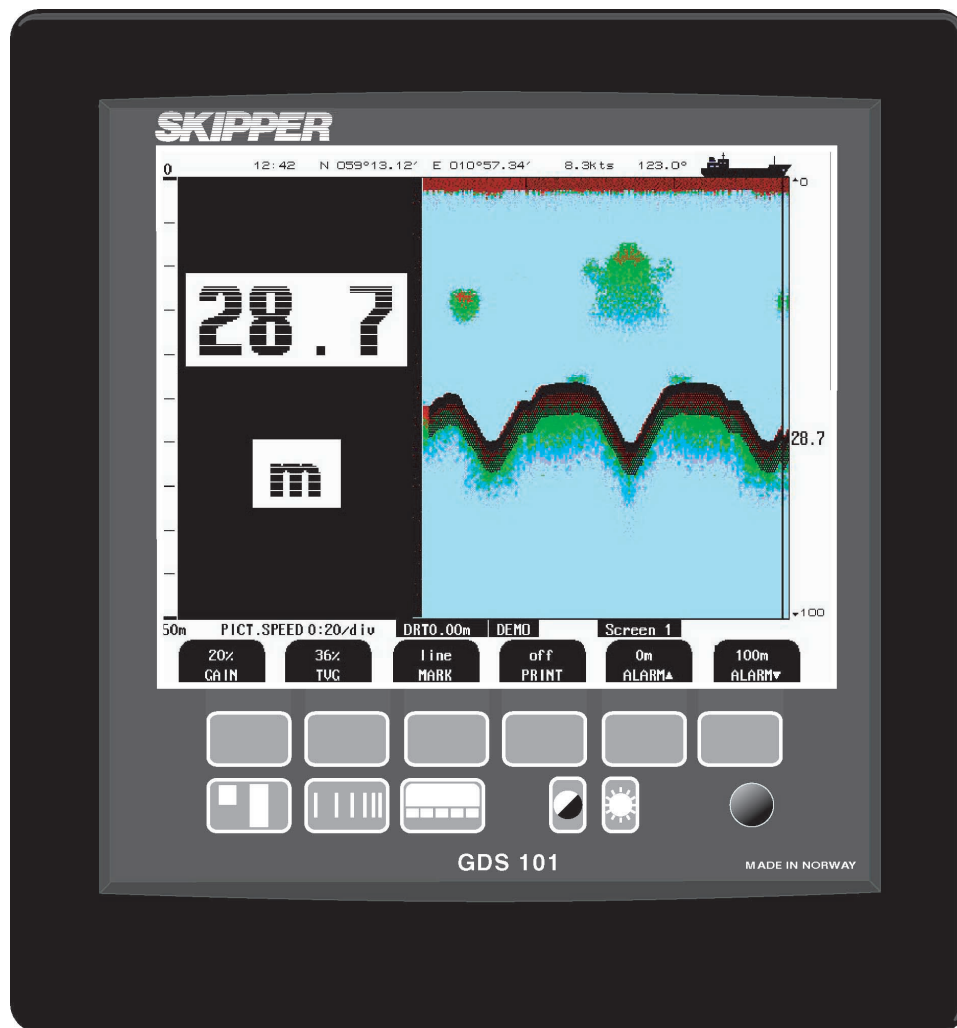 SKIPPER
0 12:42 N 059°13.12' E 010°57.34' 8.3kts 123.0°
▴0
28.7
28.7
m
▾100
50m PICT.SPEED 0:20/div DRT0.00m DEMO Screen 1
20% 36% line off 0m 100m
GAIN TVG MARK PRINT ALARM▲ ALARM▼
GDS 101
MADE IN NORWAY